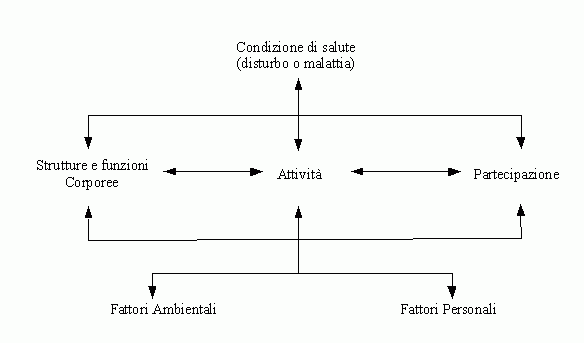 Condizione di salute
(disturbo o malattia)
Strutture e funzioni
Corporee
Attività
Partecipazione
Fattori Ambientali
Fattori Personali